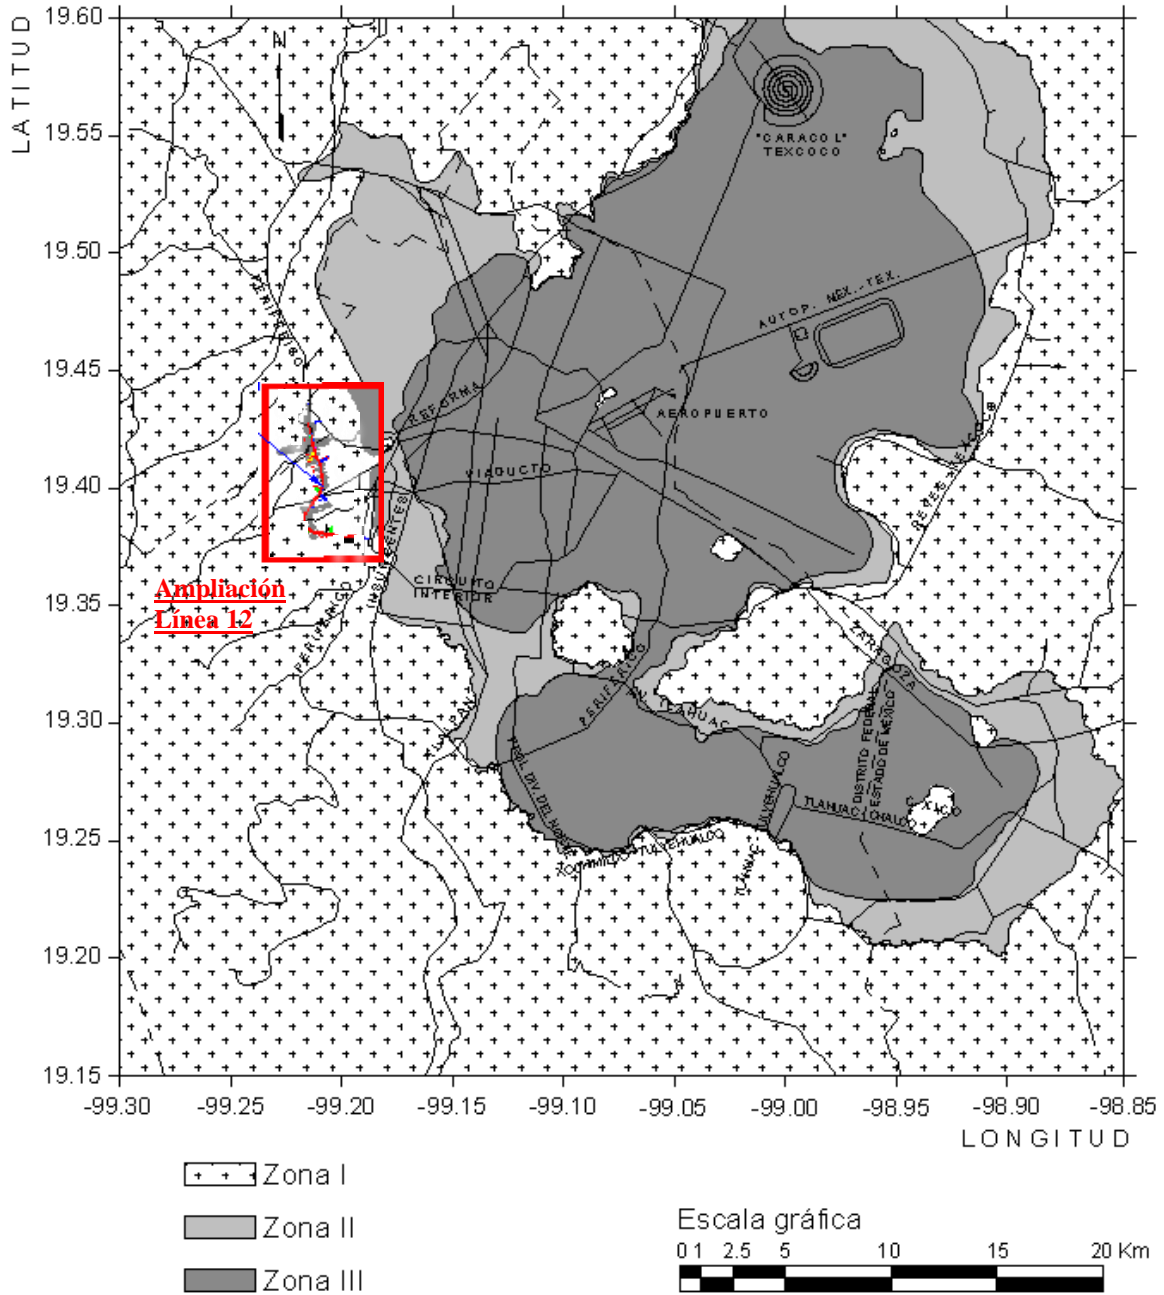 LATITUD
19.60
19.55
19.50
19.45
19.40
19.35
19.30
19.25
19.20
19.15
N
"CARACOL"
TEXCOCO
PERIFERICO
AUTOP. MEX.-TEX.
REFORMA
AEROPUERTO
VIADUCTO
INSURGENTES
CIRCUITO
INTERIOR
Ampliación
Línea 12
PERIFERICO
ZARAGOZA
PERIFERICO
TLAHUAC
TLALPAN
DISTRITO FEDERAL
ESTADO DE MEXICO
TLAHUAC - CHALCO
XOCHIMILCO - TULYEHUALCO
-99.30
-99.25
-99.20
-99.15
-99.10
-99.05
-99.00
-98.95
-98.90
-98.85
LONGITUD
Zona I
Zona II
Zona III
Escala gráfica
0 1 2.5 5 10 15 20 Km